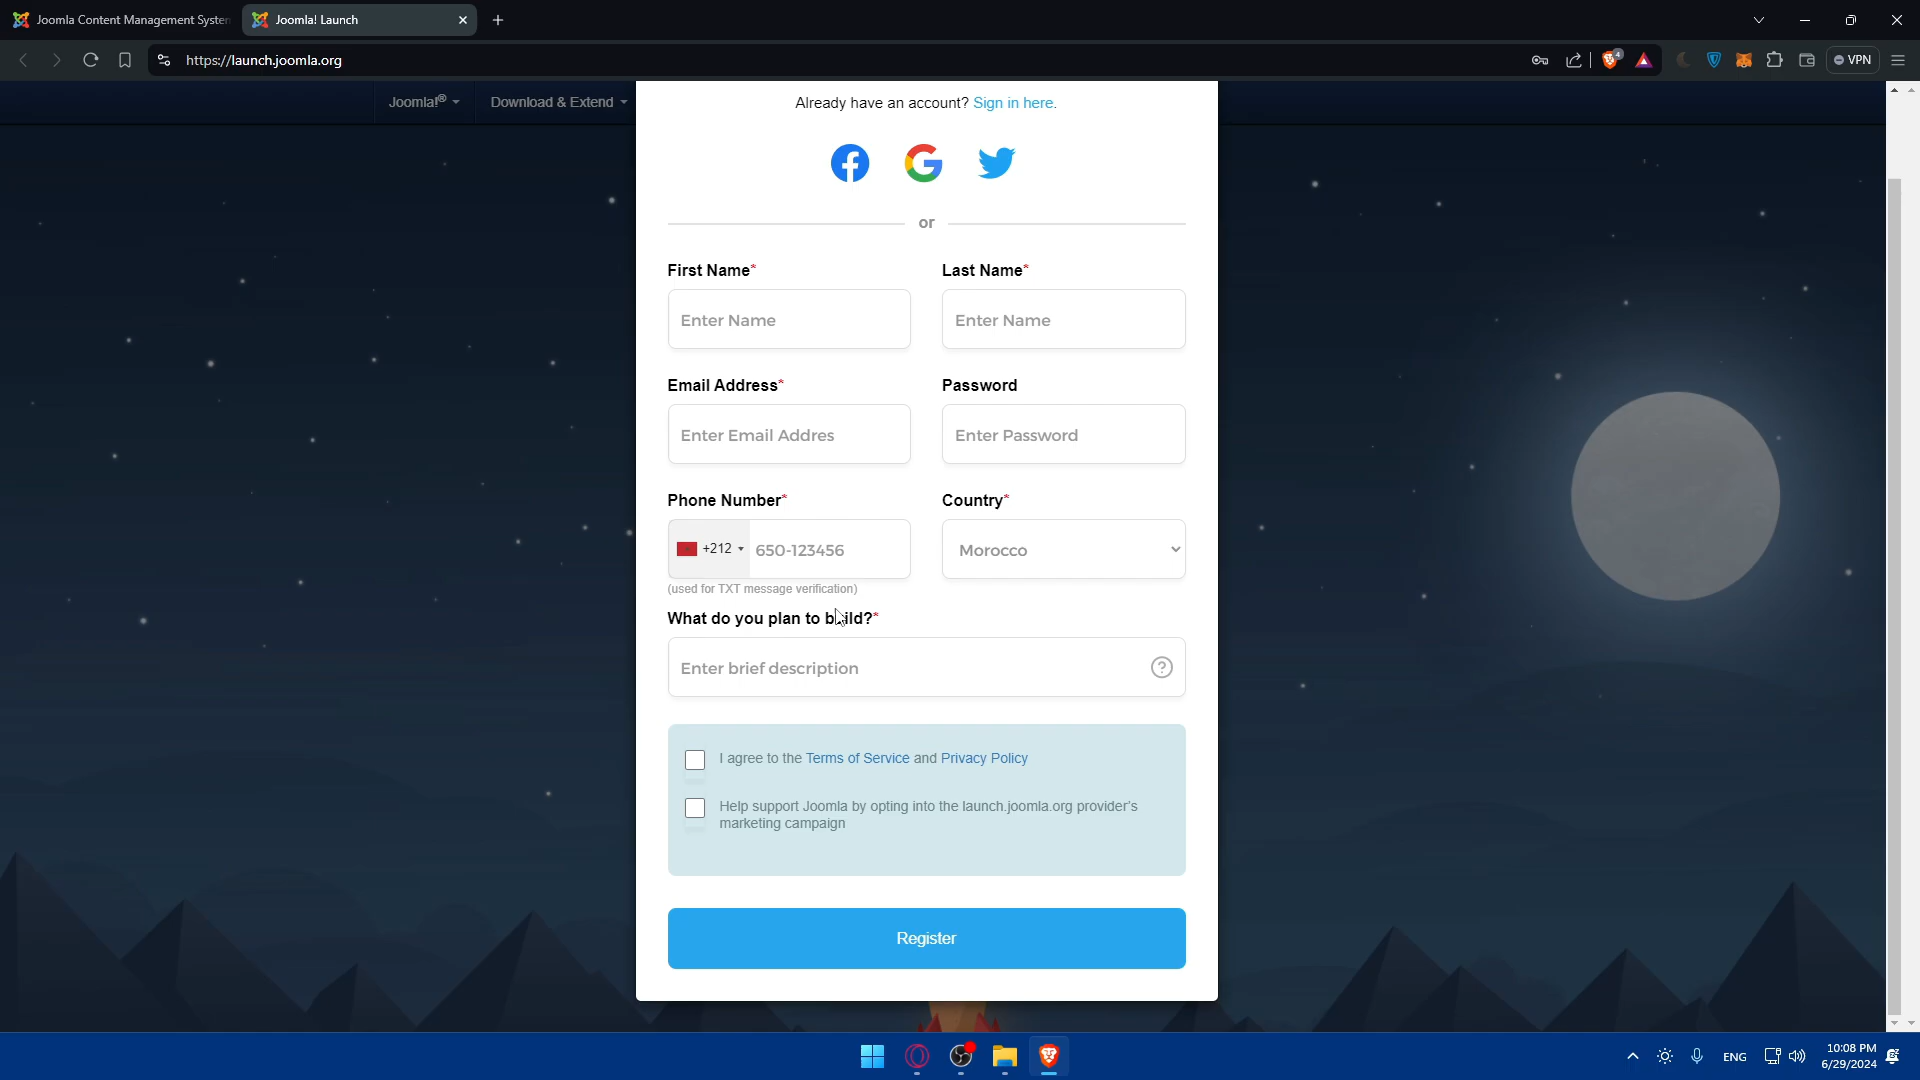 Joomla Content Management System
Joomla! Launch
https://launch.joomla.org
4
VPN
Joomla!®
Download & Extend
Already have an account? Sign in here.
or
First Name*
Last Name*
Enter Name
Enter Name
Email Address*
Password
Enter Email Addres
Enter Password
Phone Number*
Country*
+212
650-123456
Morocco
(used for TXT message verification)
What do you plan to build?*
Enter brief description
?
I agree to the Terms of Service and Privacy Policy
Help support Joomla by opting into the launch.joomla.org provider's
marketing campaign
Register
ENG
10:08 PM
6/29/2024